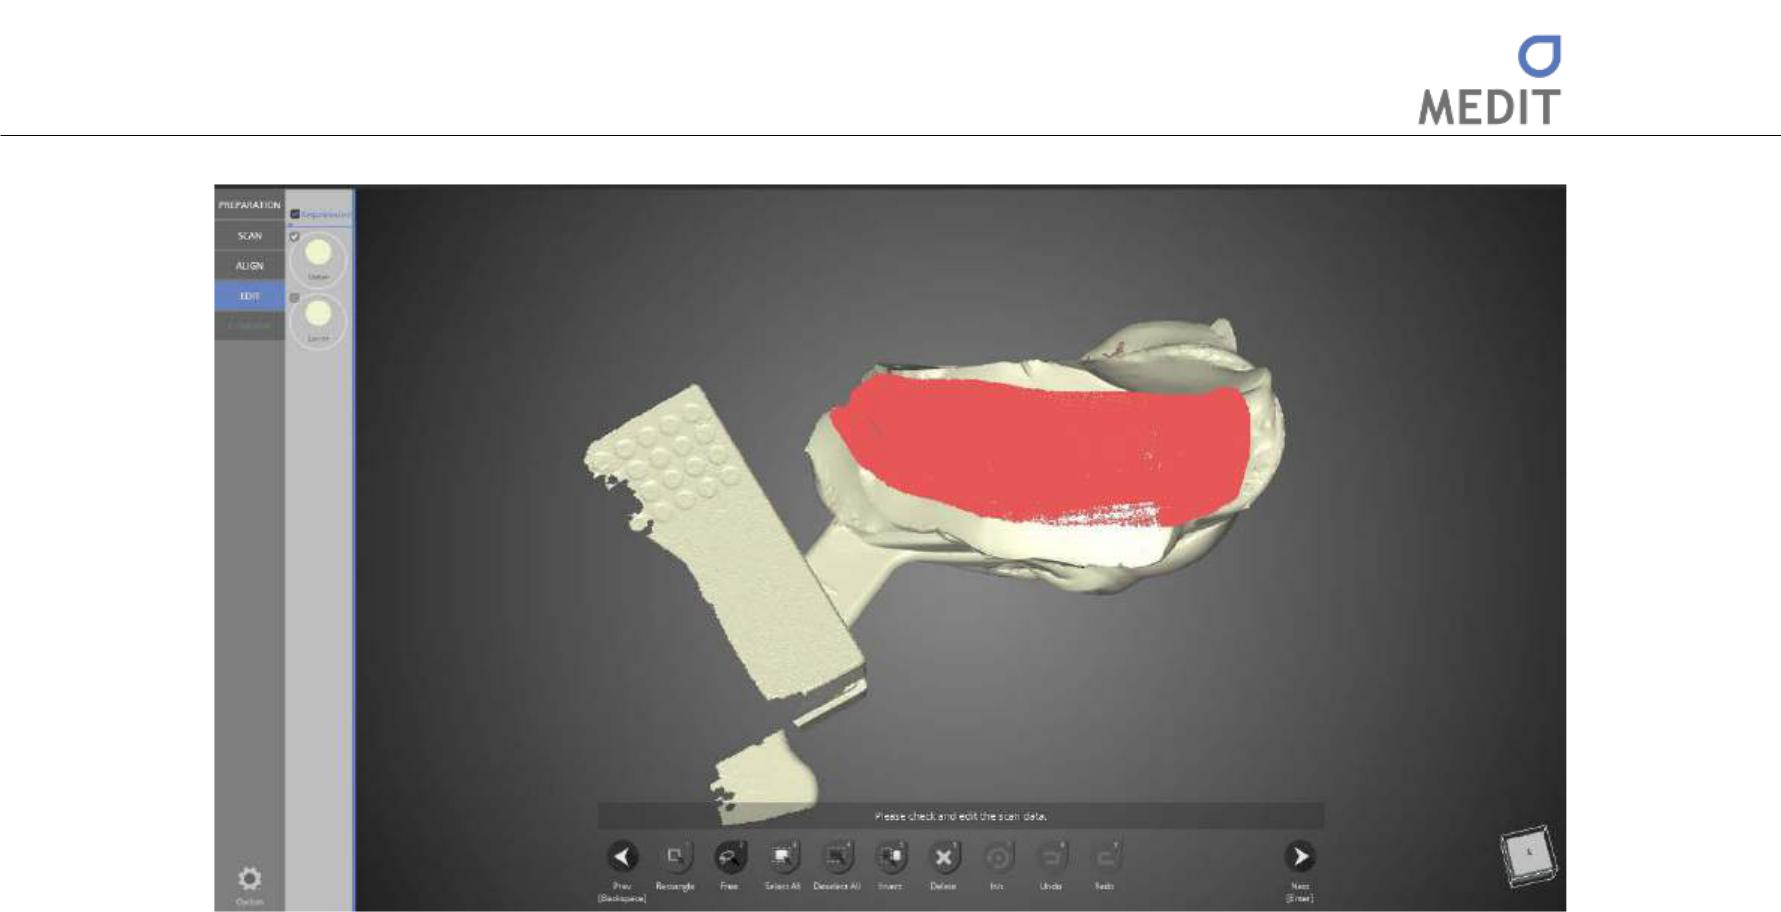 MEDIT
PREPARATION
SCAN
ALIGN
EDIT
Please check and edit the scan data.
Prev
[Backspace]
Rectangle
Free
Select All
Deselect All
Invert
Delete
Init
Undo
Redo
Next
[Enter]
Option